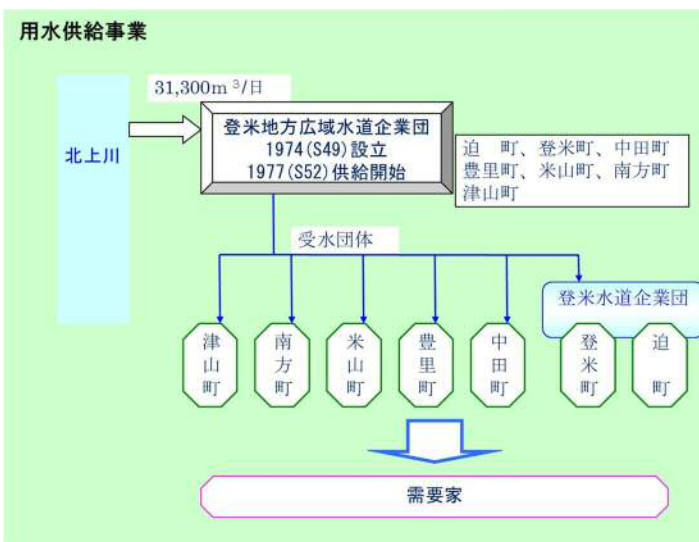 用水供給事業
31,300m³/日
北上川
登米地方広域水道企業団
1974(S49)設立
1977(S52)供給開始
迫　町、登米町、中田町
豊里町、米山町、南方町
津山町
受水団体
登米水道企業団
津山町
南方町
米山町
豊里町
中田町
登米町
迫　町
需要家